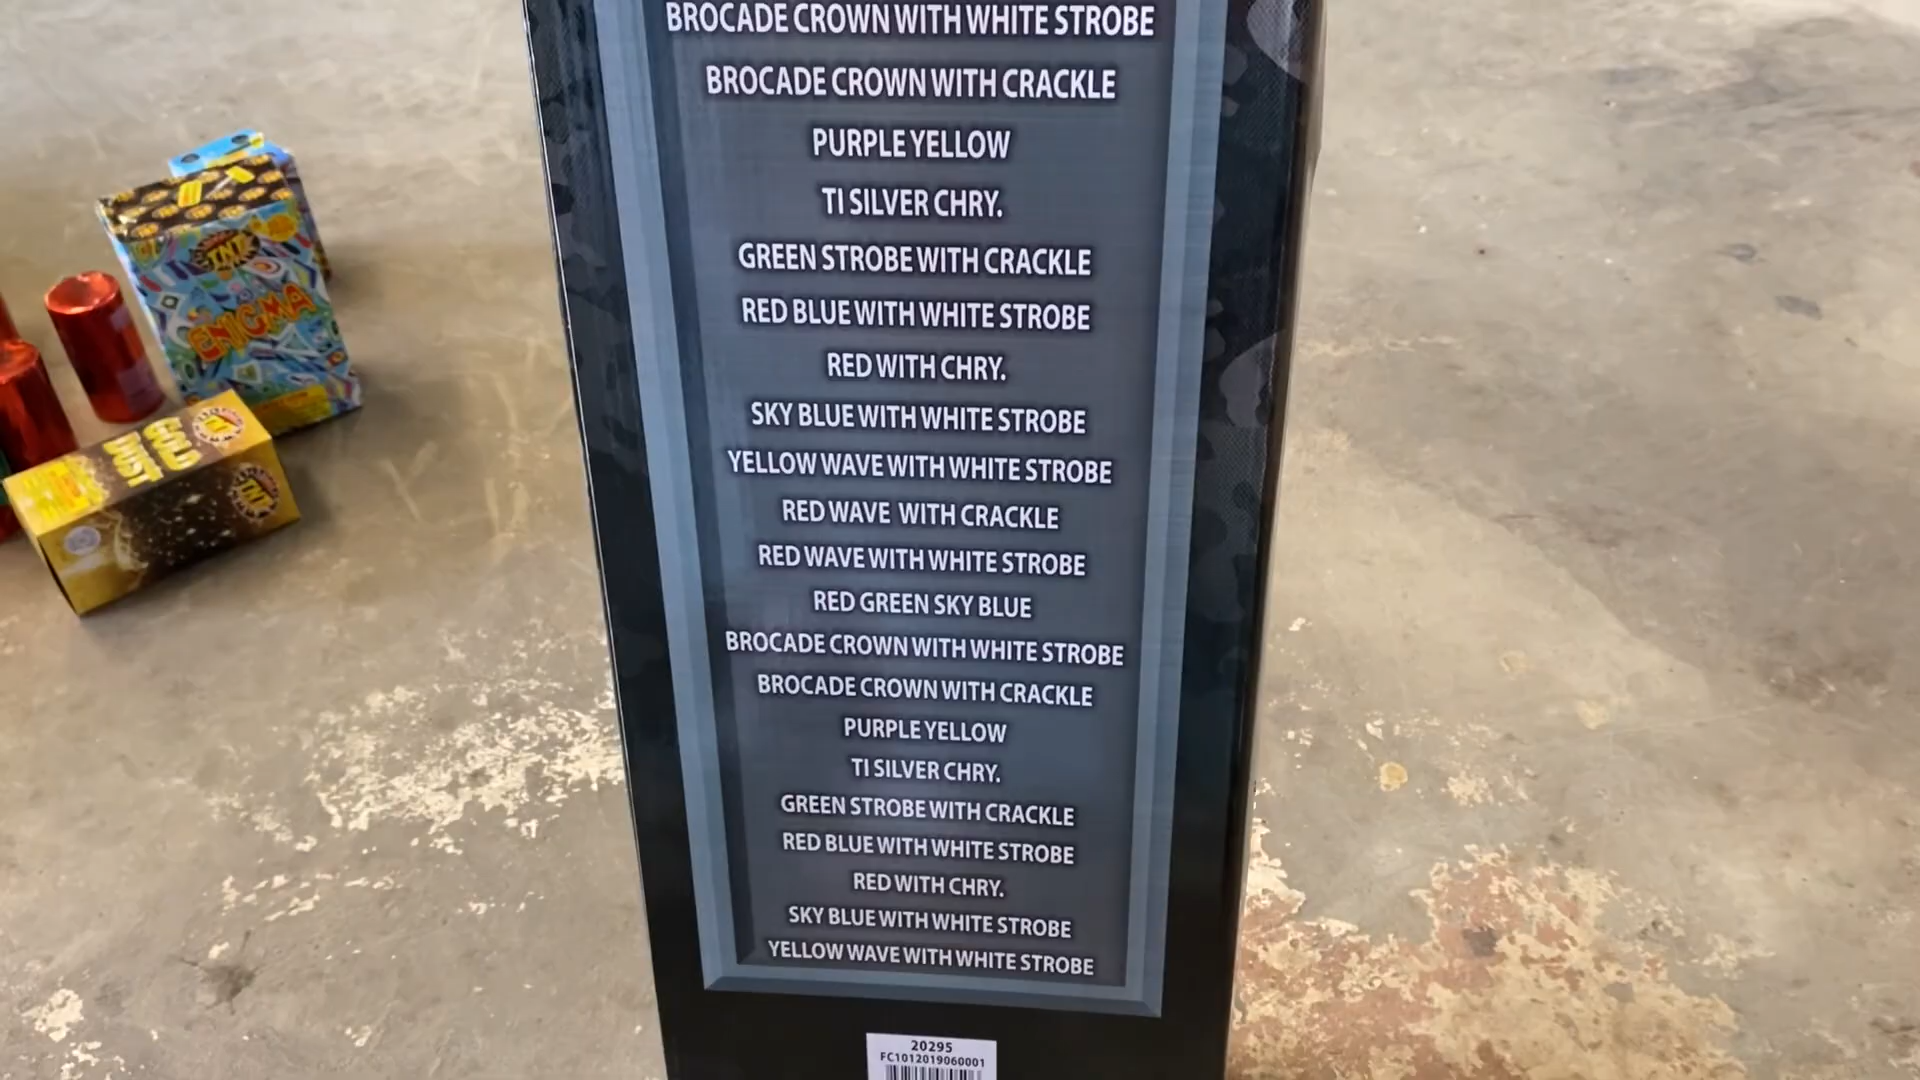 BROCADE CROWN WITH WHITE STROBE
BROCADE CROWN WITH CRACKLE
PURPLE YELLOW
TI SILVER CHRY.
GREEN STROBE WITH CRACKLE
RED BLUE WITH WHITE STROBE
RED WITH CHRY.
SKY BLUE WITH WHITE STROBE
YELLOW WAVE WITH WHITE STROBE
RED WAVE WITH CRACKLE
RED WAVE WITH WHITE STROBE
RED GREEN SKY BLUE
BROCADE CROWN WITH WHITE STROBE
BROCADE CROWN WITH CRACKLE
PURPLE YELLOW
TI SILVER CHRY.
GREEN STROBE WITH CRACKLE
RED BLUE WITH WHITE STROBE
RED WITH CHRY.
SKY BLUE WITH WHITE STROBE
YELLOW WAVE WITH WHITE STROBE
20295
FC1012019060001
TNT
ENIGMA
GOLD
DUST
TNT